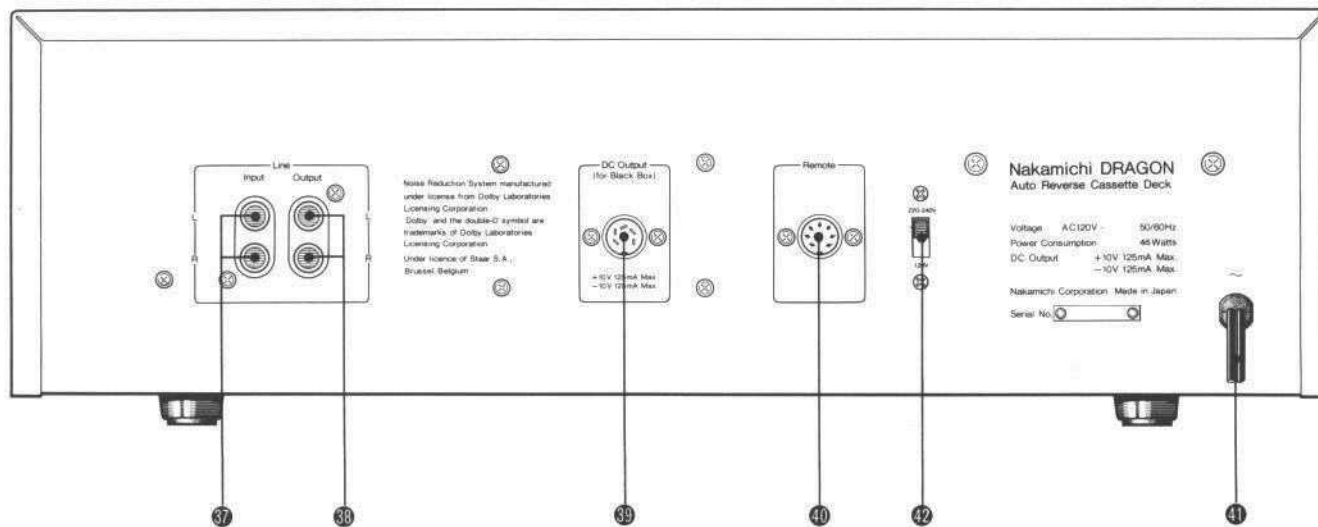 Line
Input Output
L L
R R
Noise Reduction System manufactured
under license from Dolby Laboratories
Licensing Corporation
'Dolby' and the double-D symbol are
trademarks of Dolby Laboratories
Licensing Corporation
Under licence of Staar S.A.,
Brussel Belgium
DC Output
(for Black Box)
+10V 125mA Max.
−10V 125mA Max.
Remote
220-240V
120V
Nakamichi DRAGON
Auto Reverse Cassette Deck
Voltage AC120V~ 50/60Hz
Power Consumption 46 Watts
DC Output +10V 125mA Max.
−10V 125mA Max.
Nakamichi Corporation Made in Japan
Serial No.
~
37 38 39 40 42 41